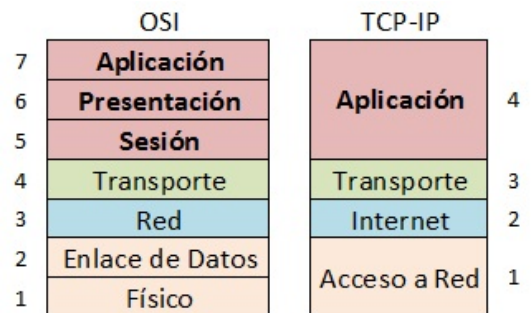 OSI TCP-IP
7 Aplicación
6 Presentación Aplicación 4
5 Sesión
4 Transporte Transporte 3
3 Red Internet 2
2 Enlace de Datos
Acceso a Red 1
1 Físico